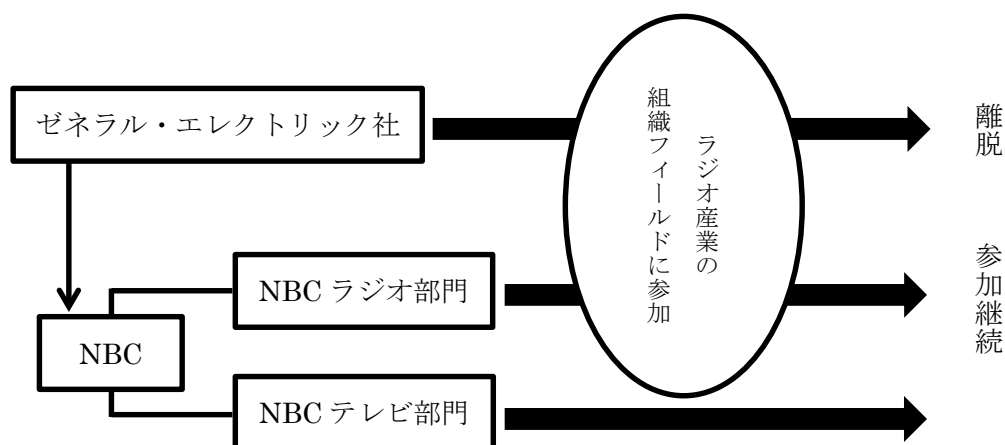 ゼネラル・エレクトリック社
NBC
NBC ラジオ部門
NBC テレビ部門
ラジオ産業の
組織フィールドに参加
離脱
参加継続